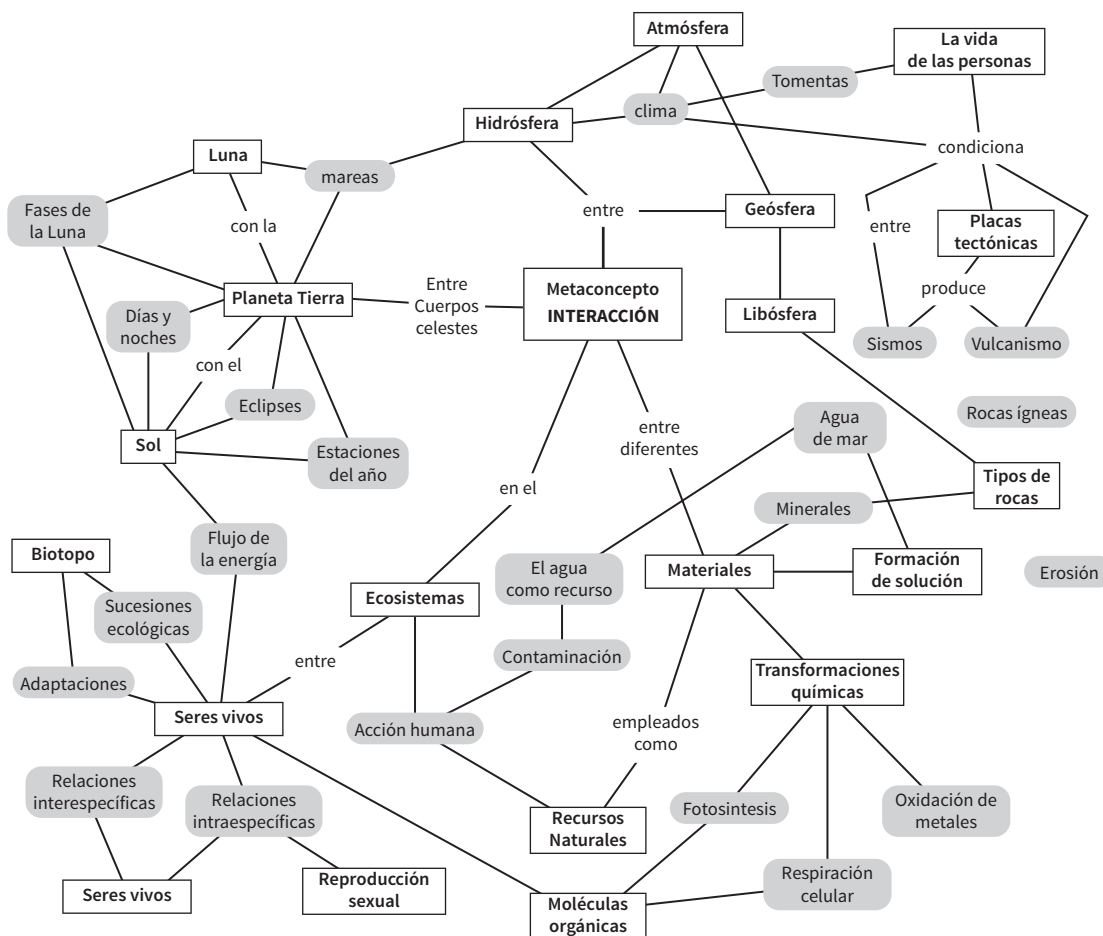 Atmósfera
La vida
de las personas
Tomentas
clima
Hidrósfera
condiciona
Luna
mareas
Fases de
la Luna
con la
entre
Geósfera
entre
Placas
tectónicas
Planeta Tierra
Entre
Cuerpos
celestes
Metaconcepto
INTERACCIÓN
produce
Libósfera
Días y
noches
Sismos
Vulcanismo
con el
Eclipses
Agua
de mar
Rocas ígneas
Sol
Estaciones
del año
entre
diferentes
Tipos de
rocas
en el
Minerales
Flujo de
la energía
Biotopo
El agua
como recurso
Materiales
Formación
de solución
Erosión
Ecosistemas
Sucesiones
ecológicas
entre
Contaminación
Adaptaciones
Transformaciones
químicas
Seres vivos
Acción humana
empleados
como
Relaciones
interespecíficas
Relaciones
intraespecíficas
Recursos
Naturales
Fotosintesis
Oxidación de
metales
Seres vivos
Reproducción
sexual
Respiración
celular
Moléculas
orgánicas